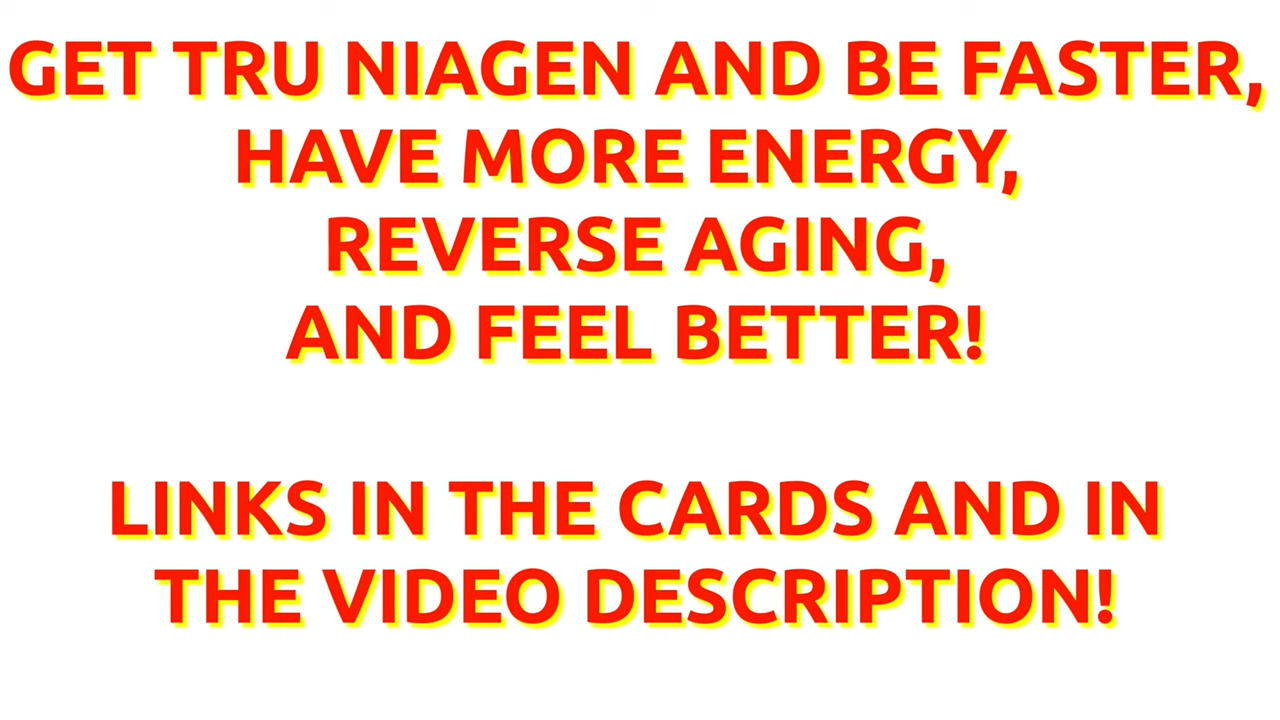 GET TRU NIAGEN AND BE FASTER,
HAVE MORE ENERGY,
REVERSE AGING,
AND FEEL BETTER!
LINKS IN THE CARDS AND IN
THE VIDEO DESCRIPTION!